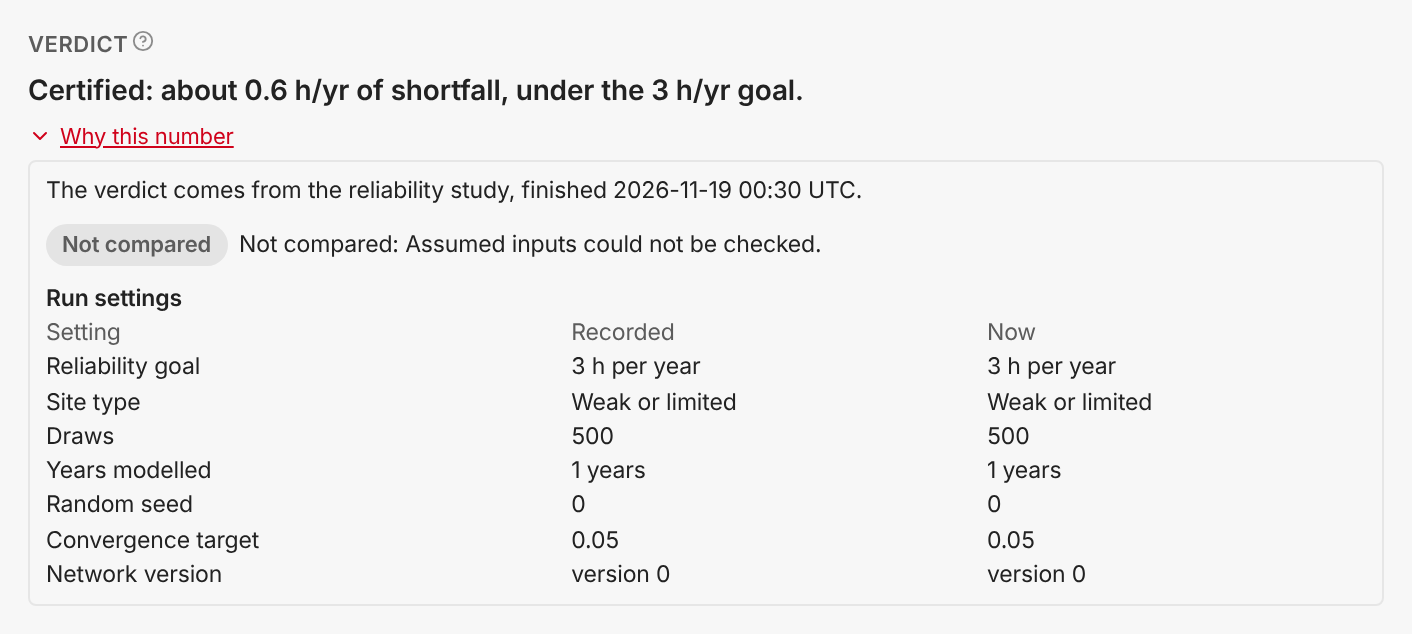 VERDICT ?
Certified: about 0.6 h/yr of shortfall, under the 3 h/yr goal.
Why this number
The verdict comes from the reliability study, finished 2026-11-19 00:30 UTC.
Not compared Not compared: Assumed inputs could not be checked.
Run settings
Setting Recorded Now
Reliability goal 3 h per year 3 h per year
Site type Weak or limited Weak or limited
Draws 500 500
Years modelled 1 years 1 years
Random seed 0 0
Convergence target 0.05 0.05
Network version version 0 version 0